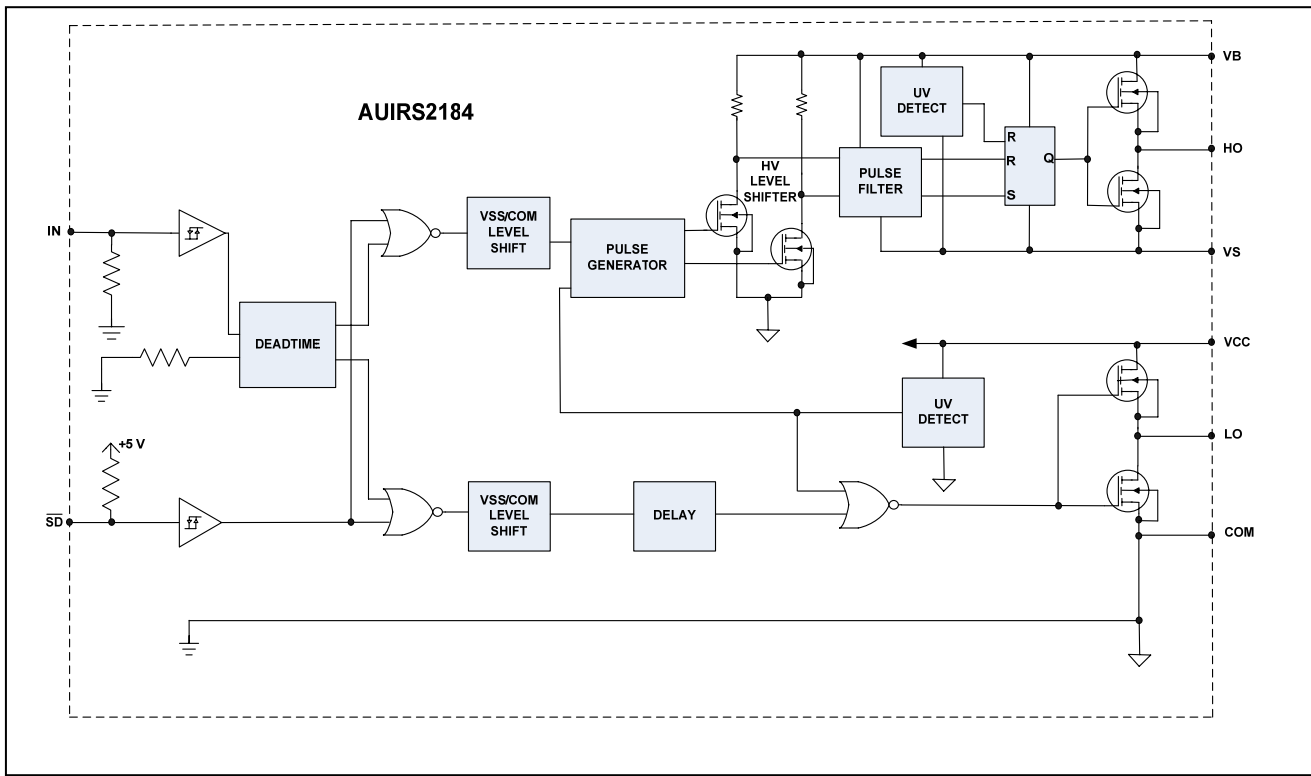 AUIRS2184
VB
UV
DETECT
R
R
Q
S
HO
HV
LEVEL
SHIFTER
PULSE
FILTER
IN
VSS/COM
LEVEL
SHIFT
PULSE
GENERATOR
VS
DEADTIME
VCC
UV
DETECT
+5 V
LO
SD
VSS/COM
LEVEL
SHIFT
DELAY
COM